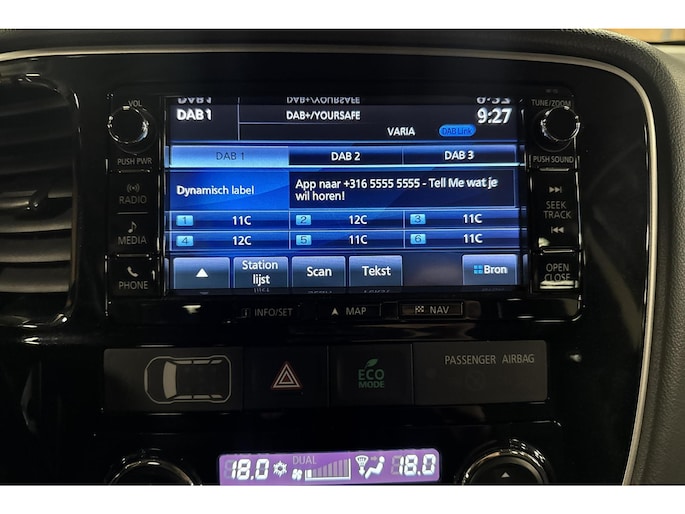 VOL
DAB 1
DAB+/YOURSAFE
9:27
VARIA
DAB Link
TUNE/ZOOM
PUSH PWR
PUSH SOUND
DAB 1
DAB 2
DAB 3
RADIO
Dynamisch label
App naar +316 5555 5555 - Tell Me wat je
wil horen!
SEEK
TRACK
1 11C
2 12C
3 11C
MEDIA
4 12C
5 11C
6 11C
PHONE
Station
lijst
Scan
Tekst
Bron
OPEN
CLOSE
INFO/SET
MAP
NAV
ECO
MODE
PASSENGER AIRBAG
18.0
DUAL
18.0